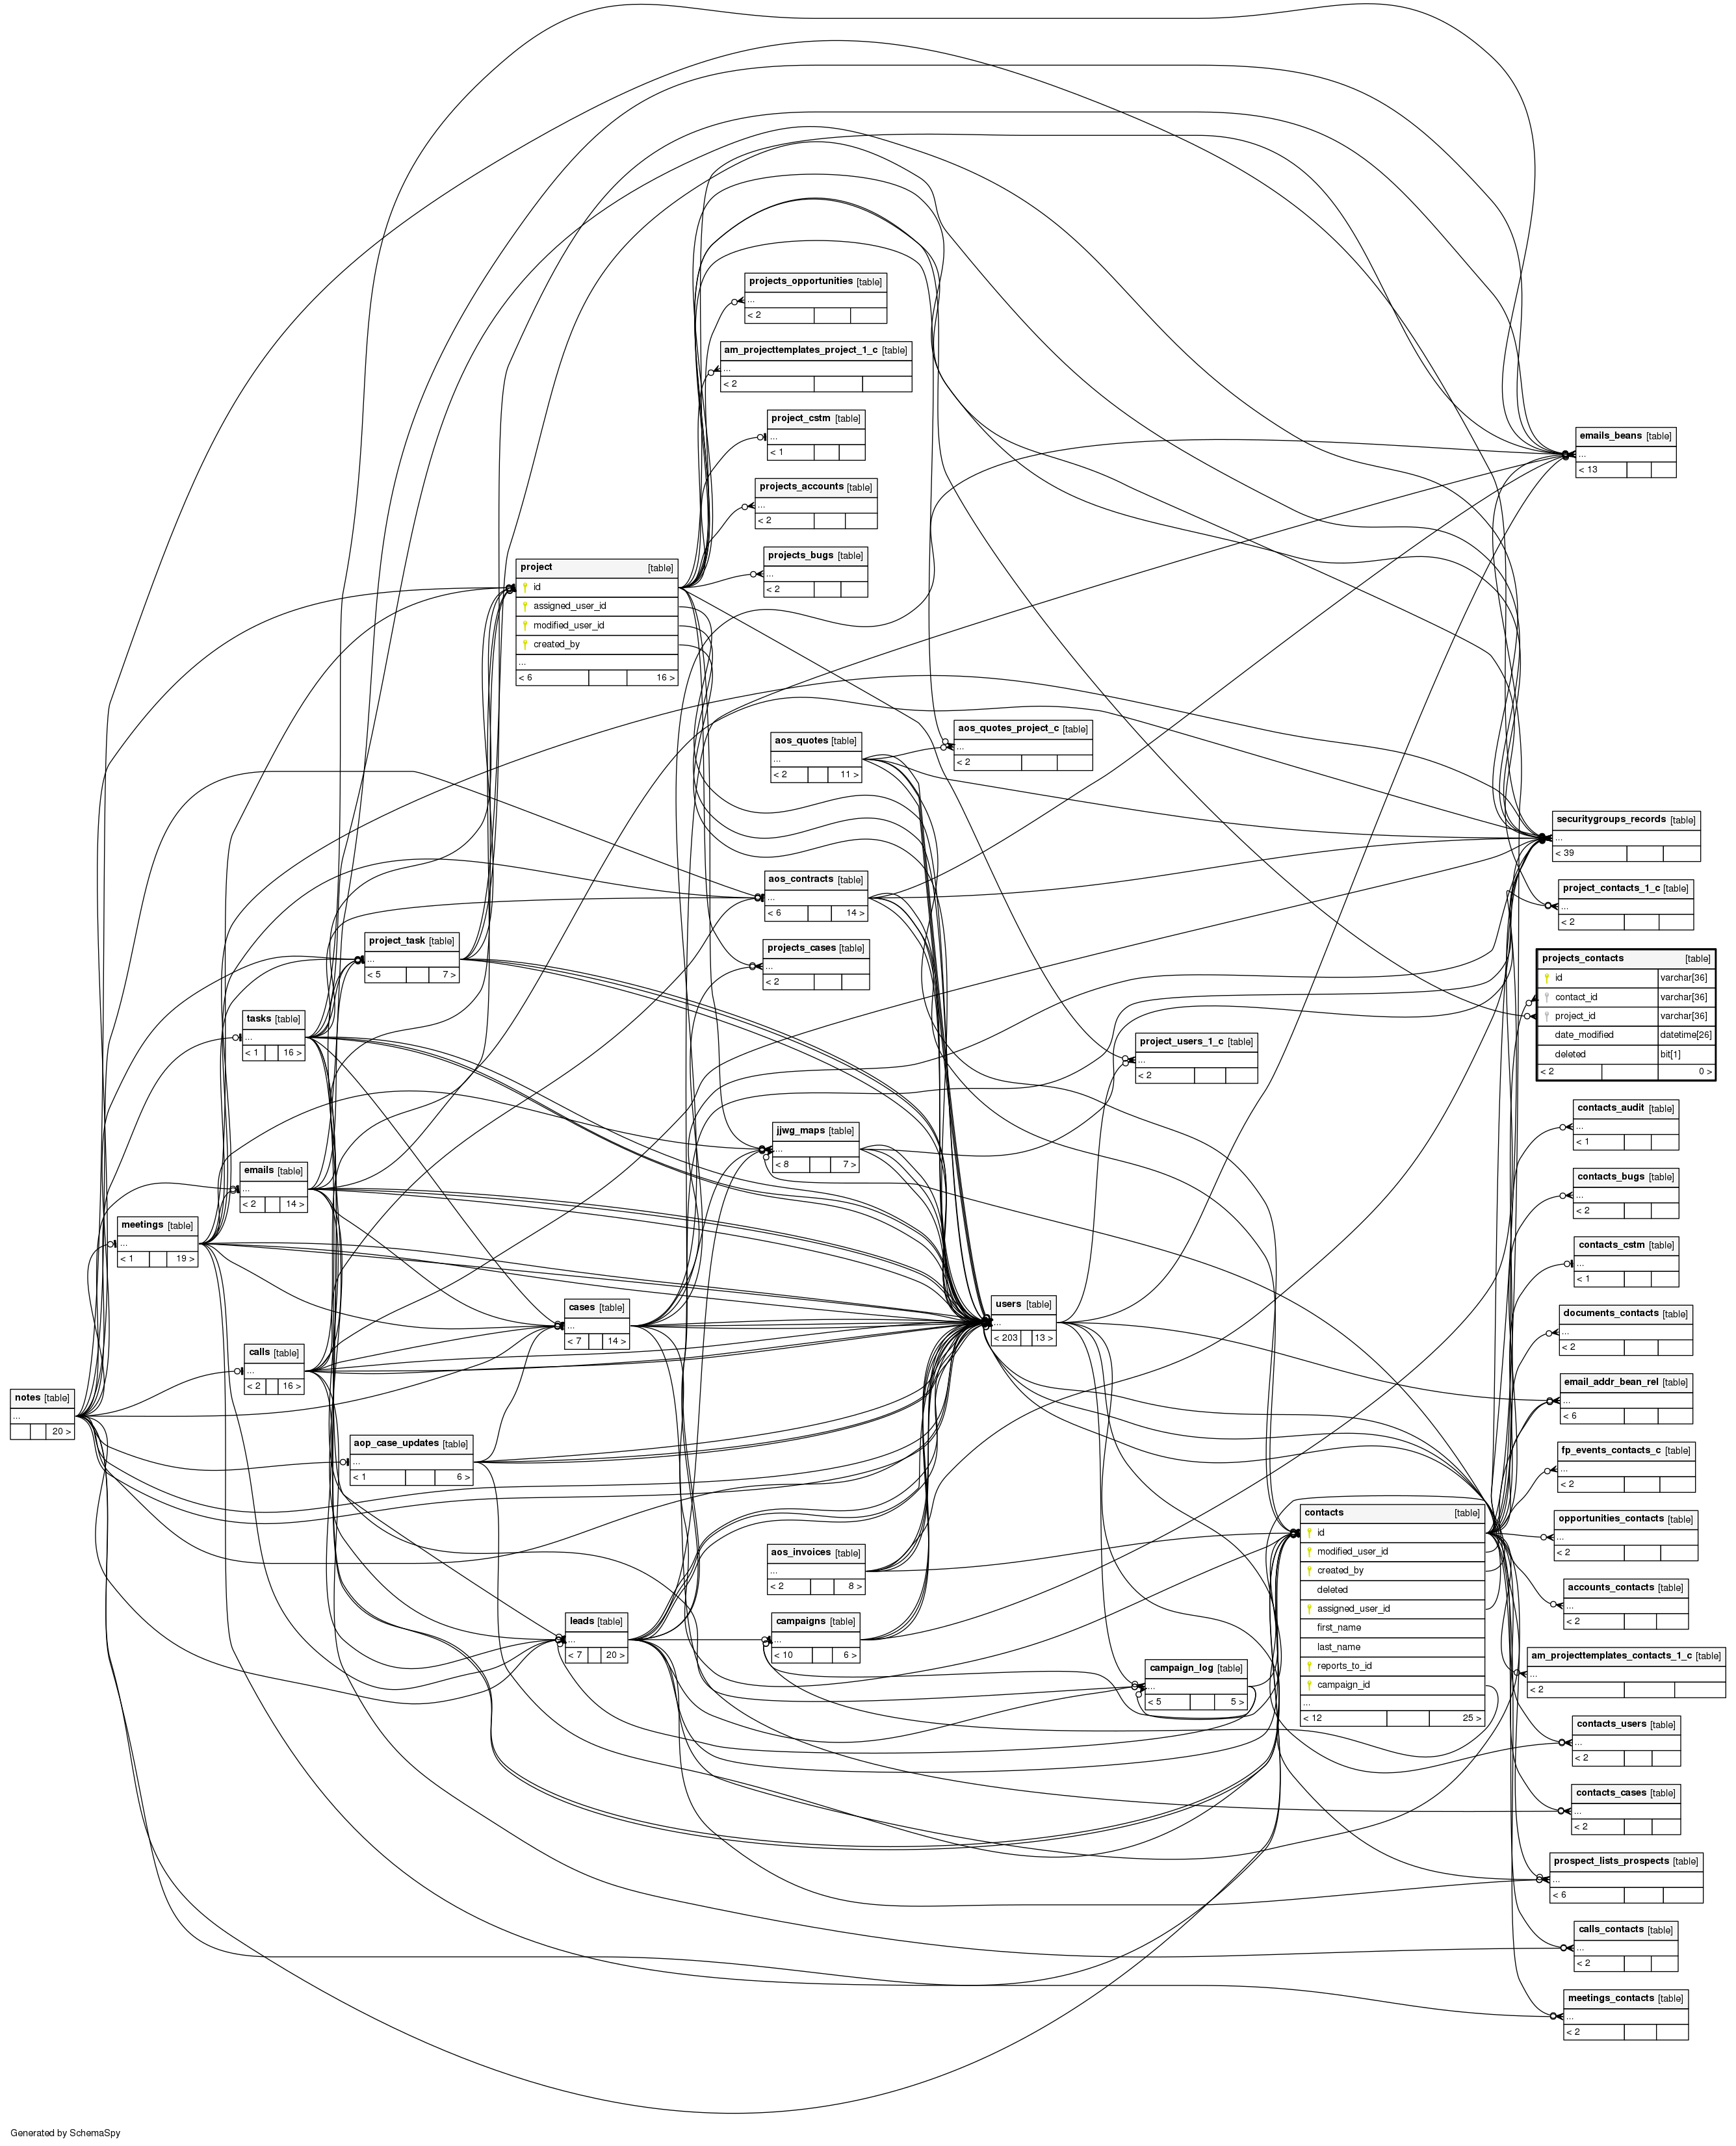 projects_opportunities [table]
...
< 2
am_projecttemplates_project_1_c [table]
...
< 2
project_cstm [table]
...
< 1
emails_beans [table]
...
< 13
projects_accounts [table]
...
< 2
projects_bugs [table]
...
< 2
project [table]
id
assigned_user_id
modified_user_id
created_by
...
< 6 16 >
aos_quotes_project_c [table]
...
< 2
aos_quotes [table]
...
< 2 11 >
securitygroups_records [table]
...
< 39
aos_contracts [table]
...
< 6 14 >
project_contacts_1_c [table]
...
< 2
project_task [table]
...
< 5 7 >
projects_cases [table]
...
< 2
projects_contacts [table]
id varchar[36]
contact_id varchar[36]
project_id varchar[36]
date_modified datetime[26]
deleted bit[1]
< 2 0 >
tasks [table]
...
< 1 16 >
project_users_1_c [table]
...
< 2
contacts_audit [table]
...
< 1
jjwg_maps [table]
...
< 8 7 >
emails [table]
...
< 2 14 >
contacts_bugs [table]
...
< 2
meetings [table]
...
< 1 19 >
contacts_cstm [table]
...
< 1
cases [table]
...
< 7 14 >
users [table]
...
< 203 13 >
documents_contacts [table]
...
< 2
calls [table]
...
< 2 16 >
email_addr_bean_rel [table]
...
< 6
notes [table]
...
20 >
aop_case_updates [table]
...
< 1 6 >
fp_events_contacts_c [table]
...
< 2
contacts [table]
id
modified_user_id
created_by
deleted
assigned_user_id
first_name
last_name
reports_to_id
campaign_id
...
< 12 25 >
opportunities_contacts [table]
...
< 2
aos_invoices [table]
...
< 2 8 >
accounts_contacts [table]
...
< 2
leads [table]
...
< 7 20 >
campaigns [table]
...
< 10 6 >
campaign_log [table]
...
< 5 5 >
am_projecttemplates_contacts_1_c [table]
...
< 2
contacts_users [table]
...
< 2
contacts_cases [table]
...
< 2
prospect_lists_prospects [table]
...
< 6
calls_contacts [table]
...
< 2
meetings_contacts [table]
...
< 2
Generated by SchemaSpy